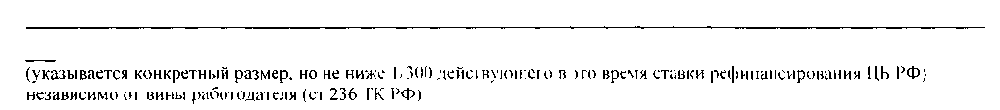 (указывается конкретный размер, но не ниже 1/300 действующего в это время ставки рефинансирования ЦБ РФ)
независимо от вины работодателя (ст 236 ТК РФ)